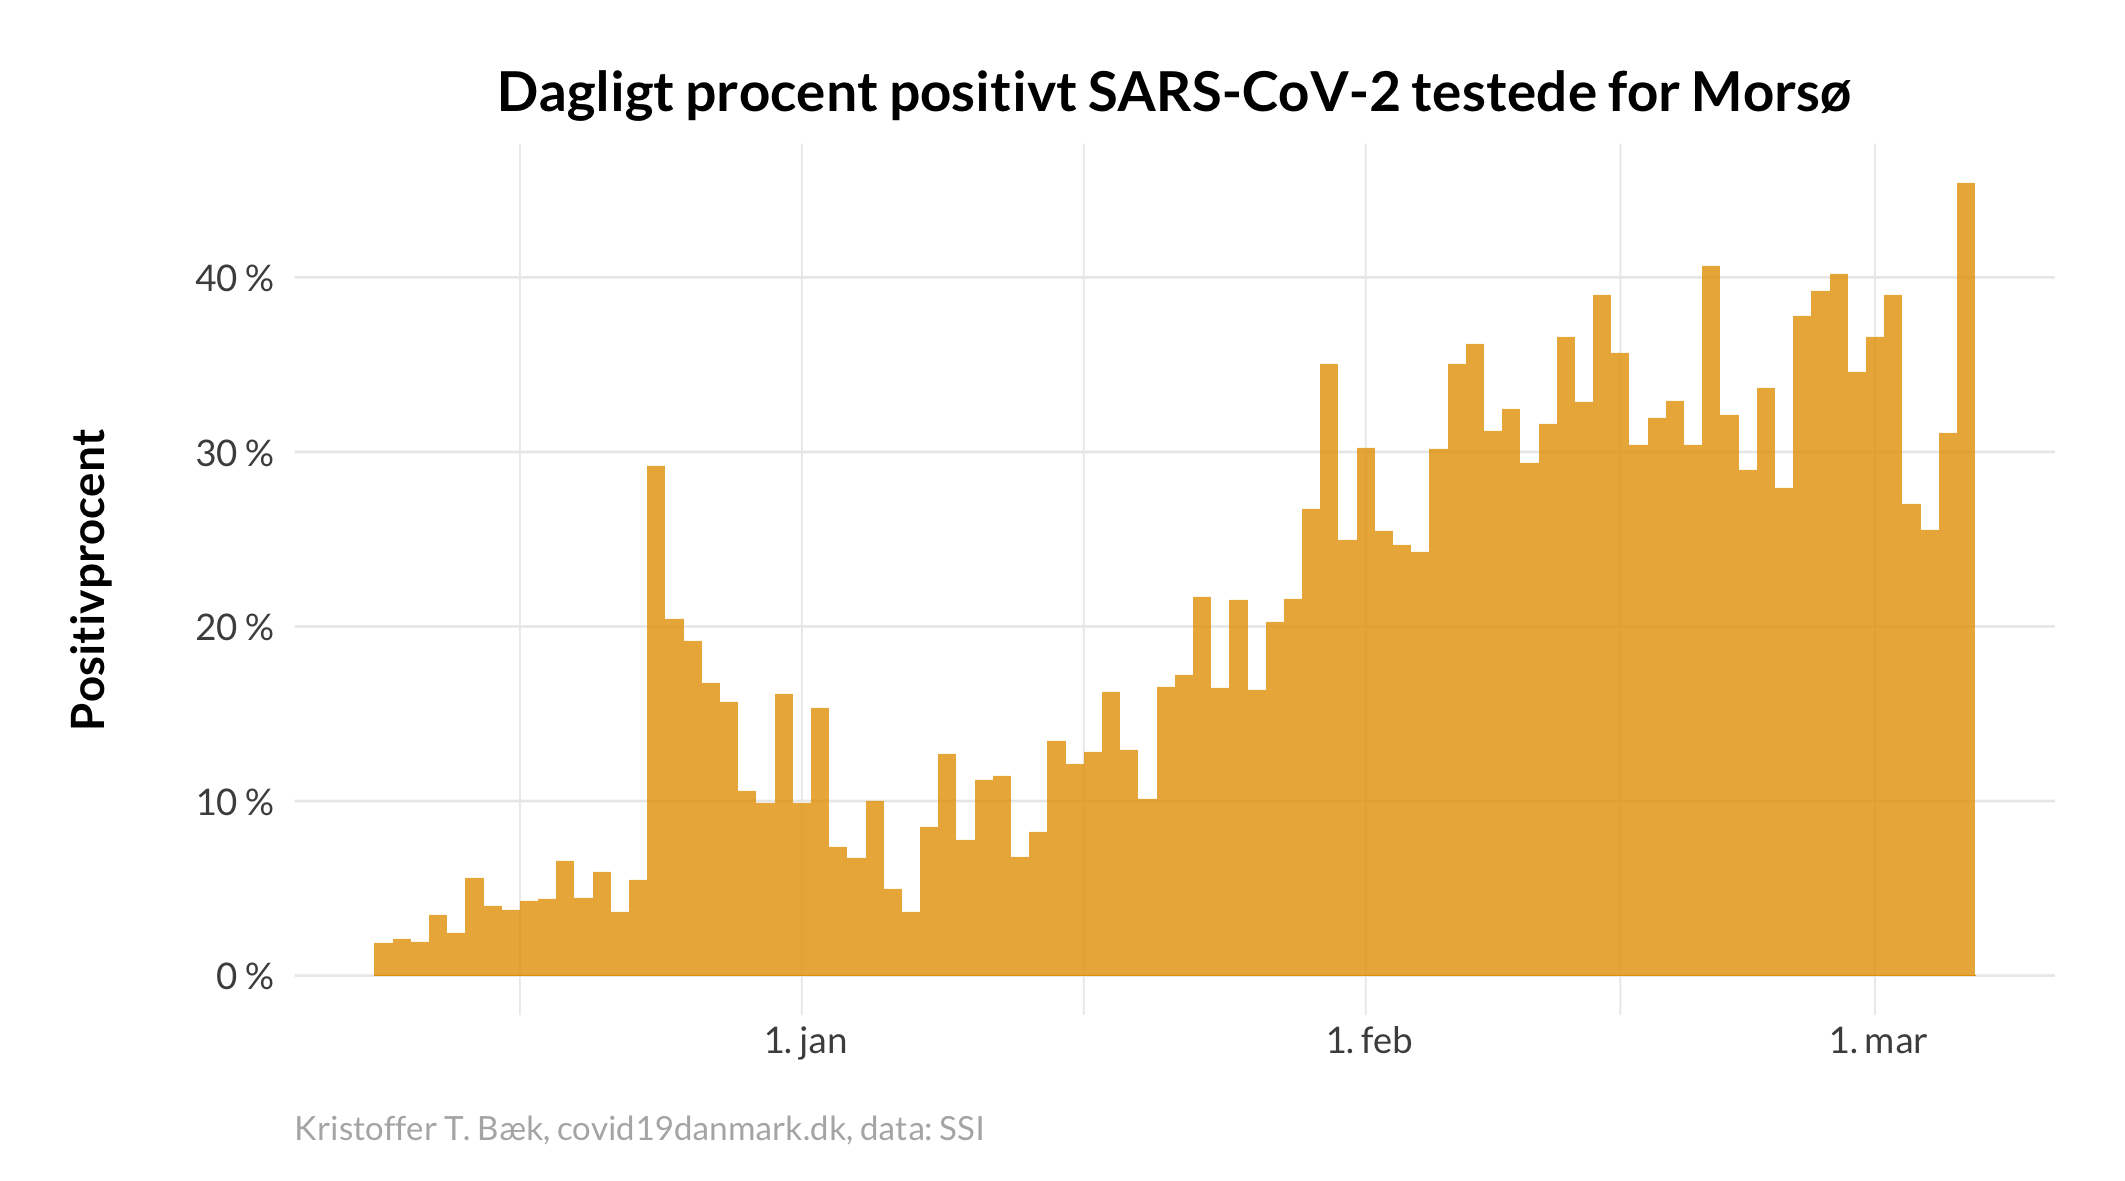 Dagligt procent positivt SARS-CoV-2 testede for Morsø
Positivprocent
40 %
30 %
20 %
10 %
0 %
1. jan
1. feb
1. mar
Kristoffer T. Bæk, covid19danmark.dk, data: SSI